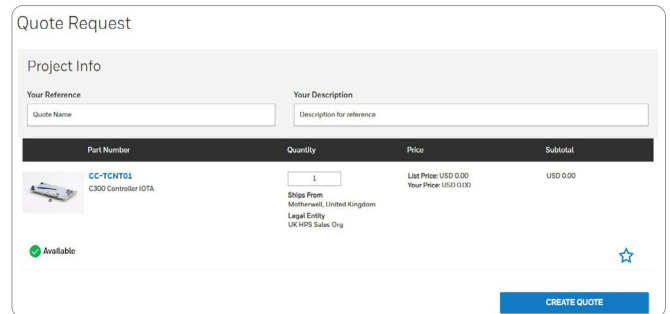 Quote Request
Project Info
Your Reference
Your Description
Quote Name
Description for reference
Part Number
Quantity
Price
Subtotal
CC-TCNT01
C300 Controller IOTA
1
Ships From
Motherwell, United Kingdom
Legal Entity
UK HPS Sales Org
List Price: USD 0.00
Your Price: USD 0.00
USD 0.00
Available
CREATE QUOTE